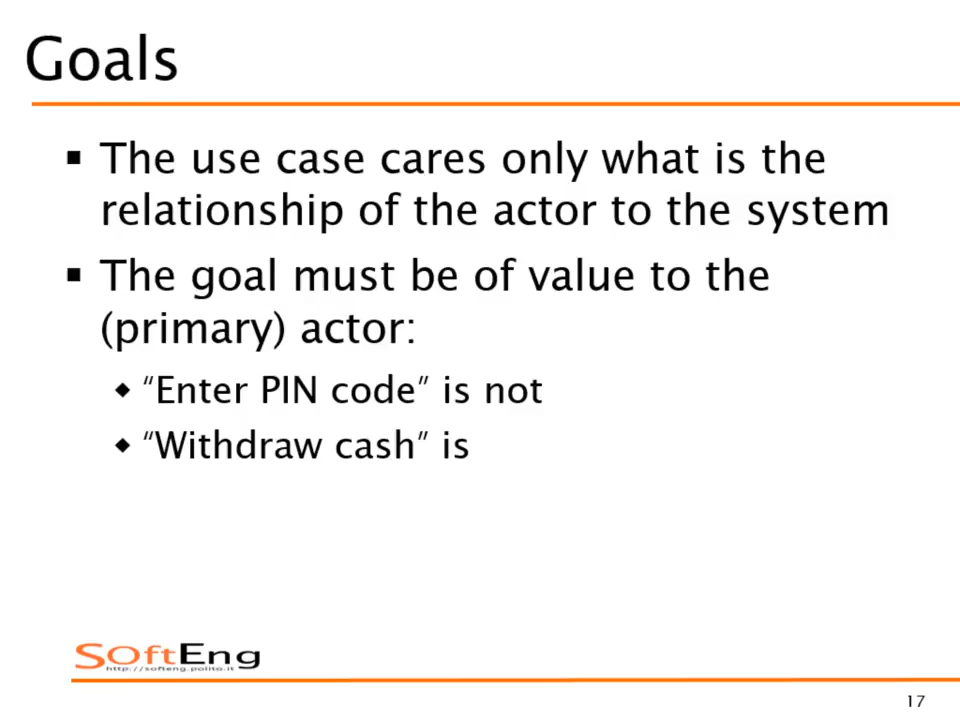 Goals
▪ The use case cares only what is the
relationship of the actor to the system
▪ The goal must be of value to the
(primary) actor:
◆ “Enter PIN code” is not
◆ “Withdraw cash” is
SoftEng
http://softeng.polito.it
17